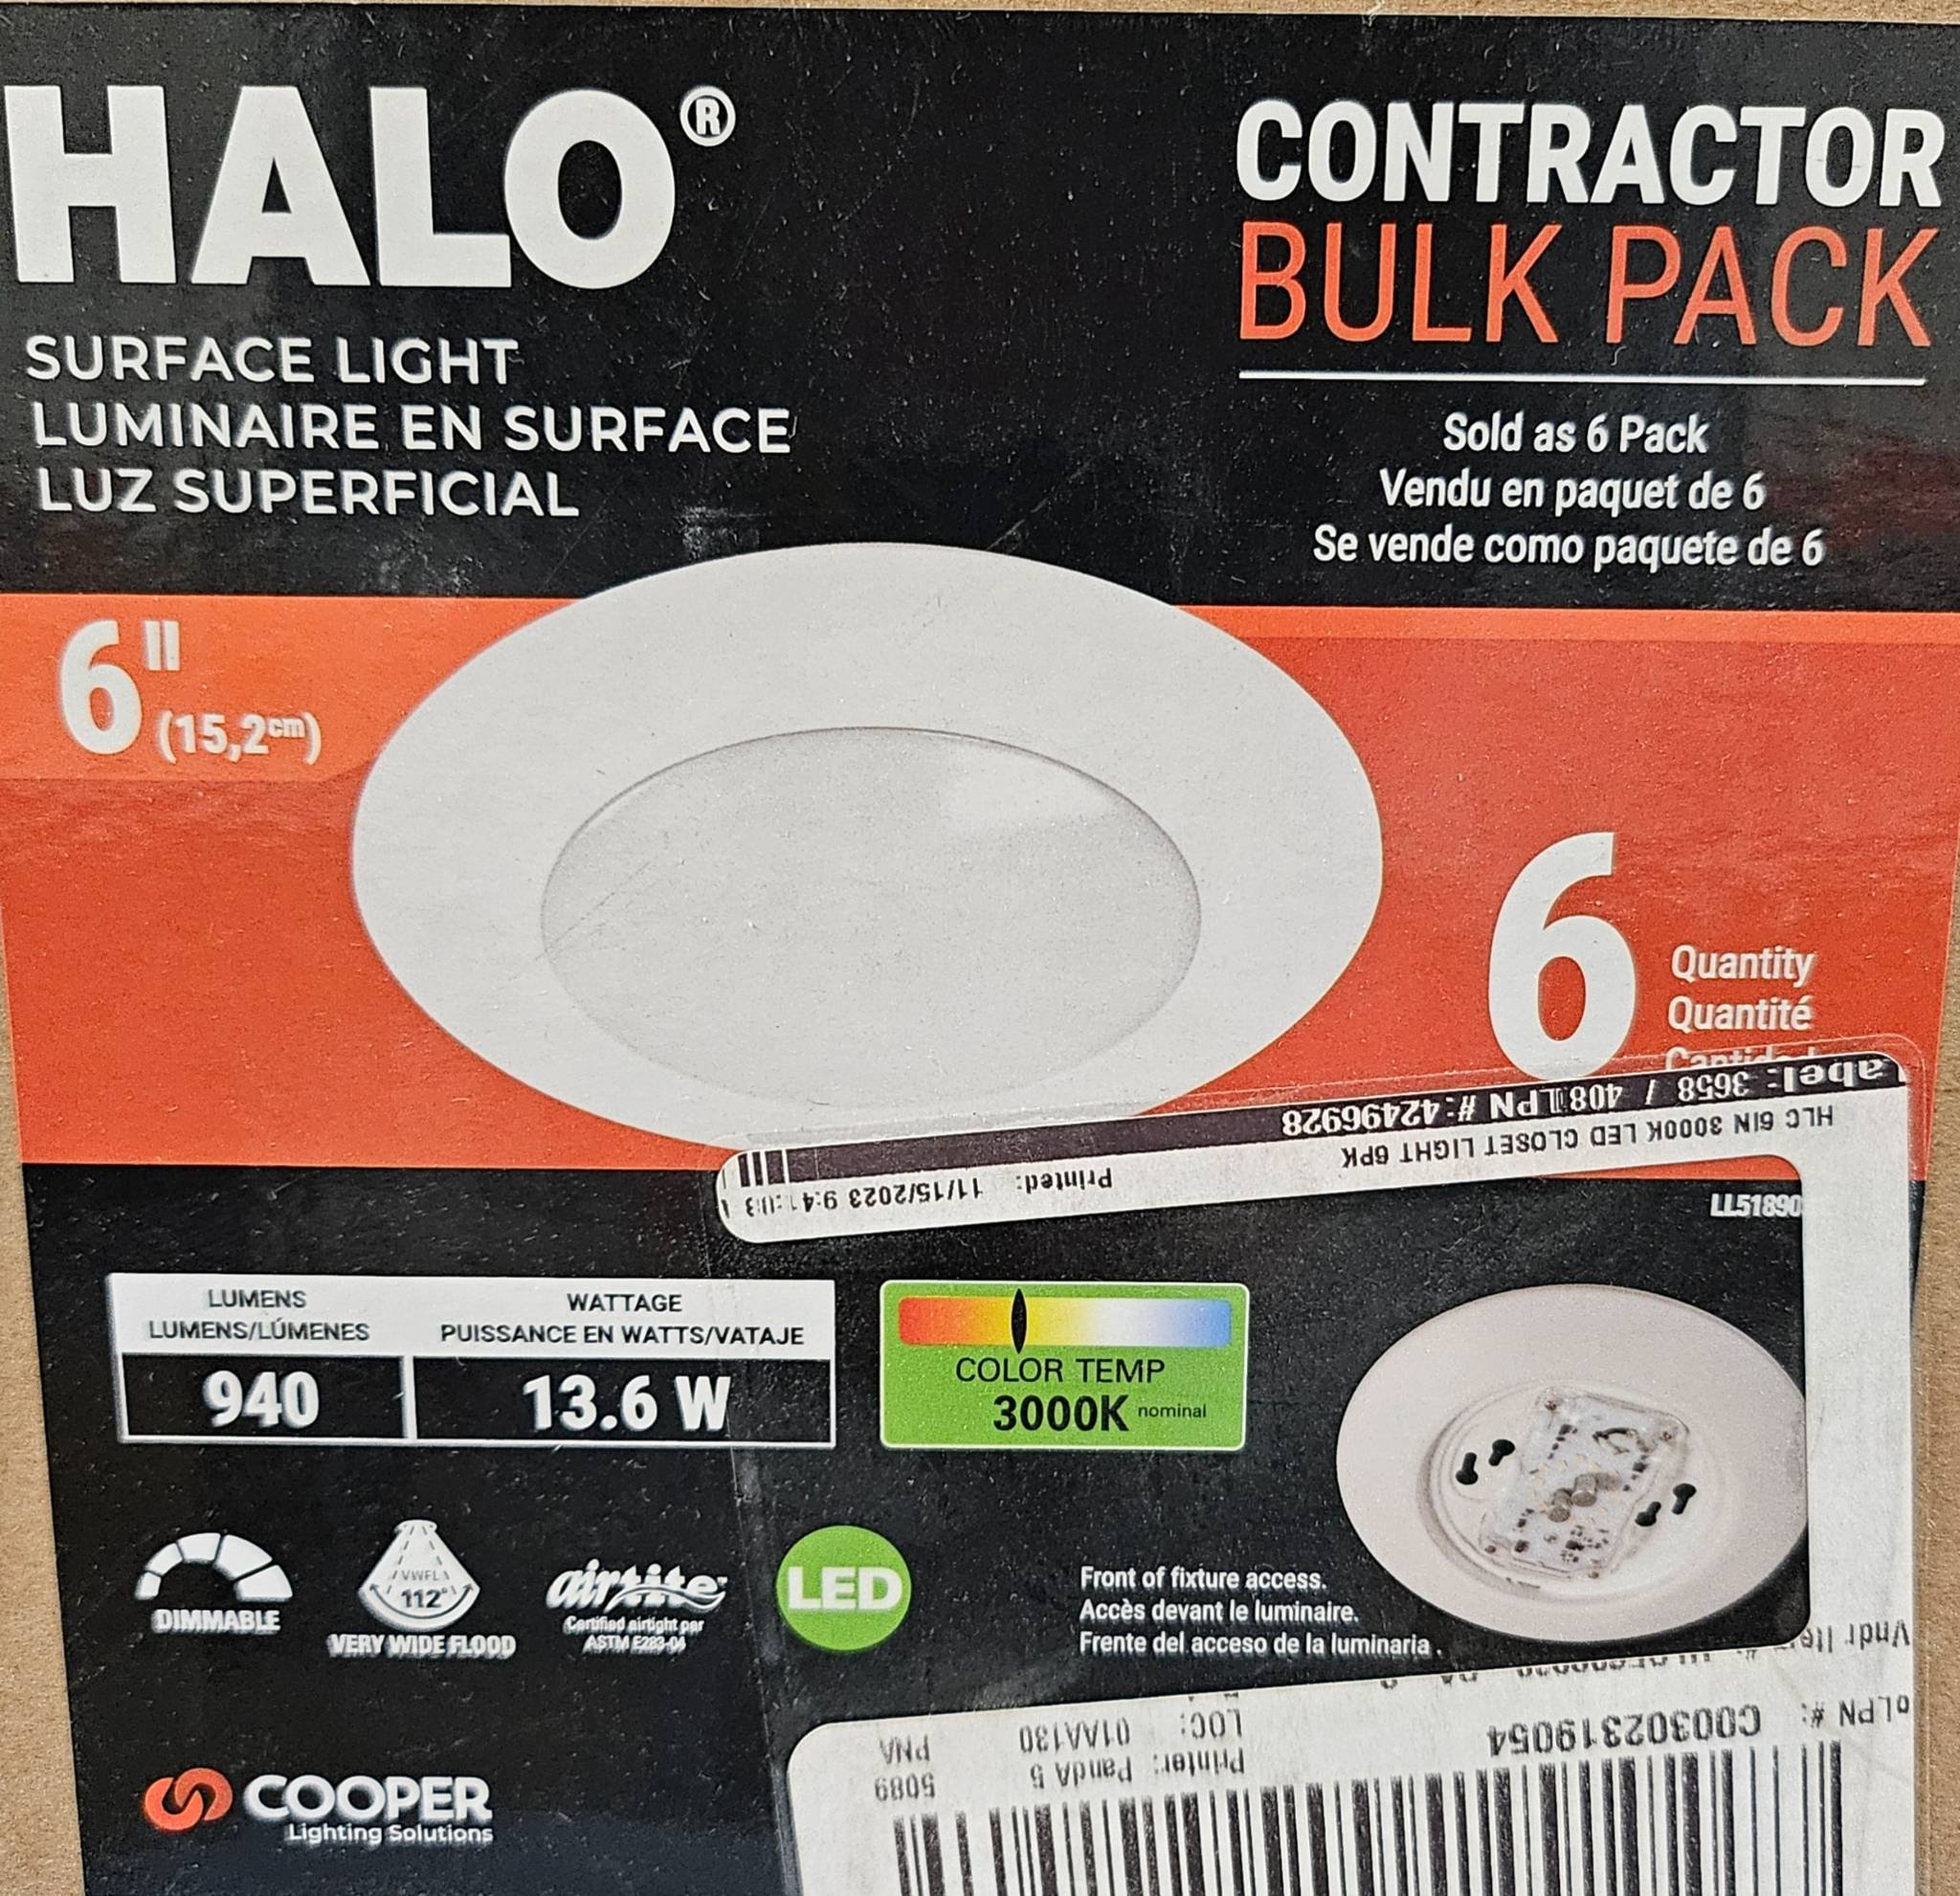 HALO®
SURFACE LIGHT
LUMINAIRE EN SURFACE
LUZ SUPERFICIAL
CONTRACTOR
BULK PACK
Sold as 6 Pack
Vendu en paquet de 6
Se vende como paquete de 6
6" (15,2cm)
6
Quantity
Quantité
abel: 3658 / 408 LPN #:42496928
HLC 6IN 3000K LED CLOSET LIGHT 6PK
Printed: 11/15/2023
LL51890
LUMENS
LUMENS/LÚMENES
940
WATTAGE
PUISSANCE EN WATTS/VATAJE
13.6 W
COLOR TEMP
3000K nominal
DIMMABLE
VWFL
112°
VERY WIDE FLOOD
airtite
Certified airtight per
ASTM E283-04
LED
Front of fixture access.
Accès devant le luminaire.
Frente del acceso de la luminaria.
Vndr
oLPN #: C00302319054
LOC: 01AA130
PNA
Printer: PandA 5
5089
COOPER
Lighting Solutions